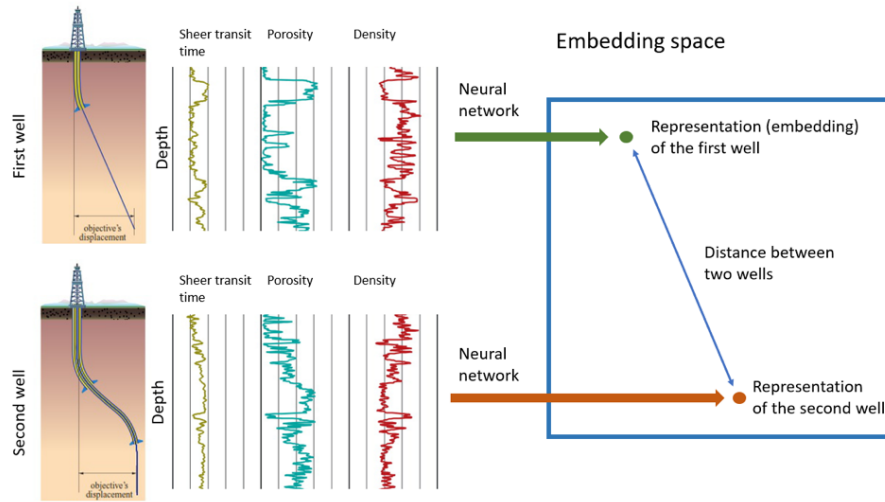 Sheer transit
time
Porosity
Density
First well
Depth
objective's
displacement
Embedding space
Neural
network
Representation (embedding)
of the first well
Distance between
two wells
Sheer transit
time
Porosity
Density
Second well
Depth
objective's
displacement
Neural
network
Representation
of the second well